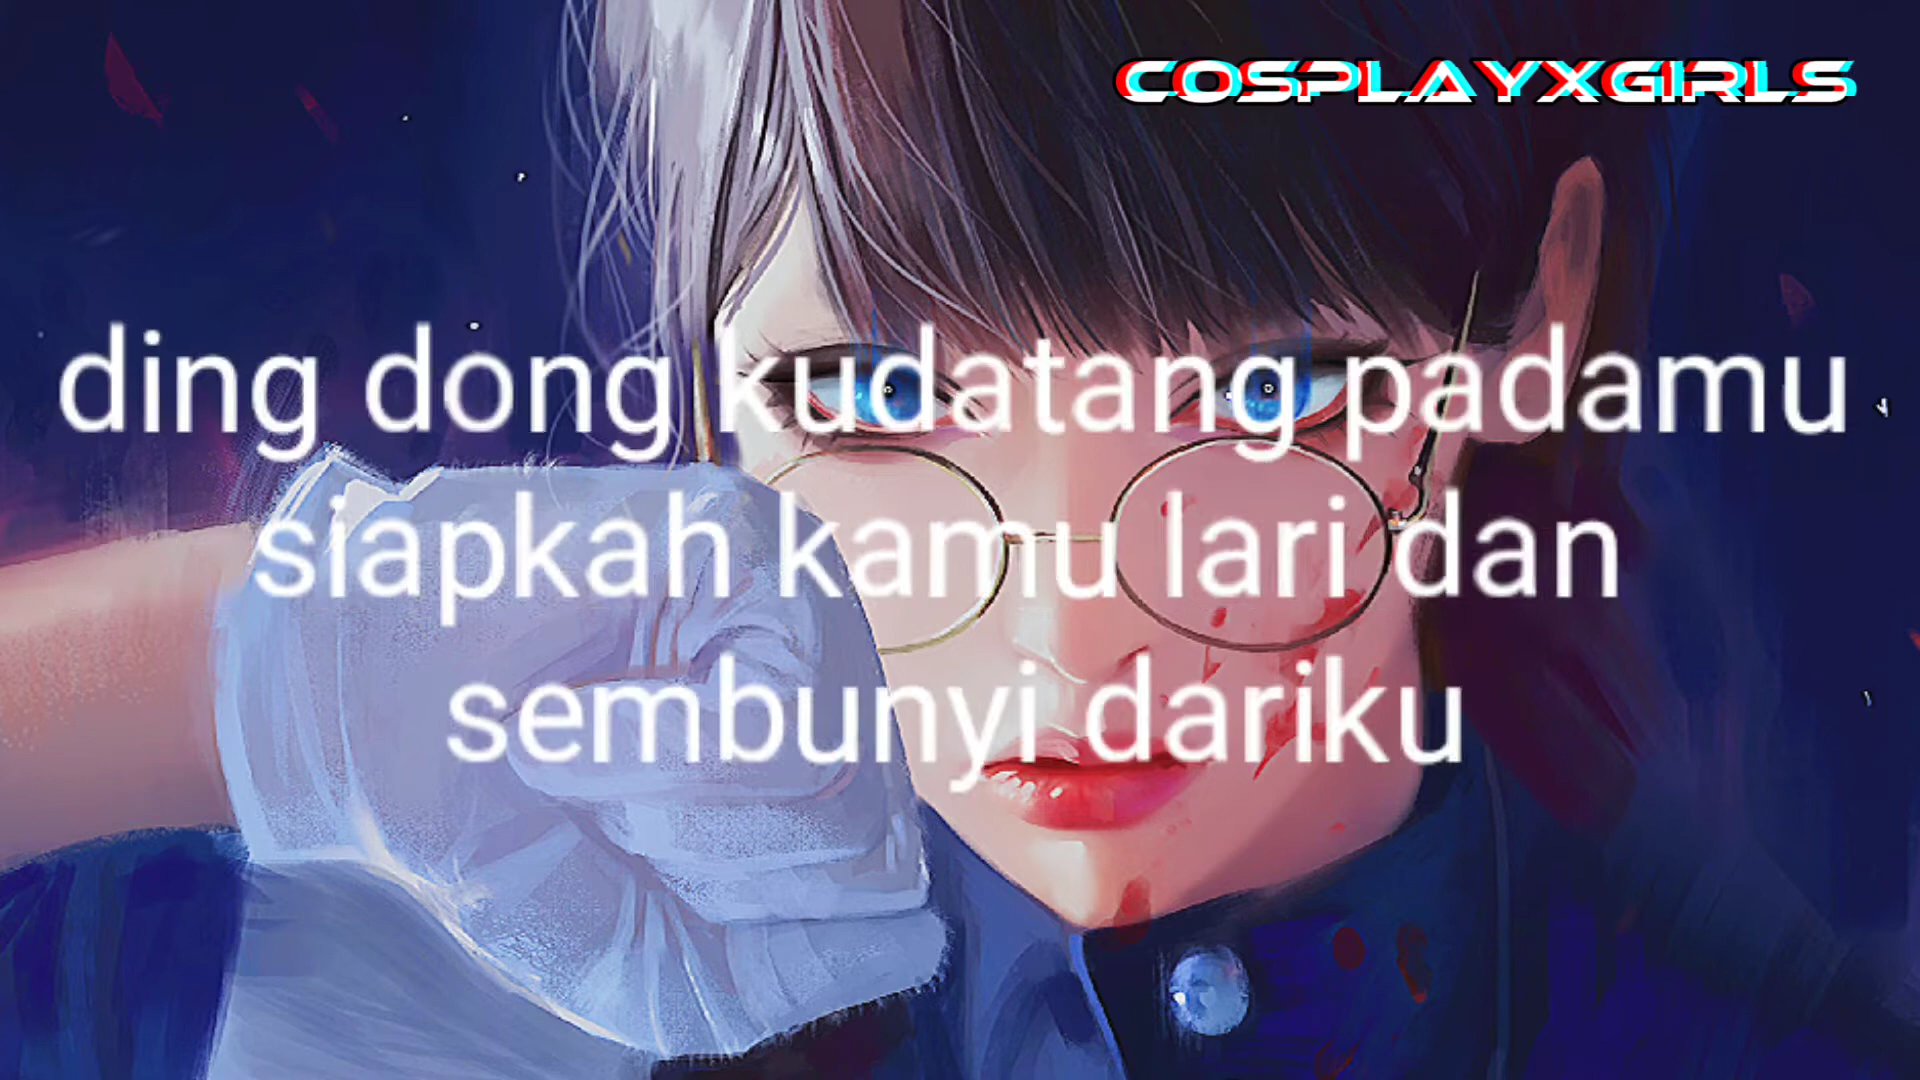 COSPLAYXGIRLS
ding dong kudatang padamu
siapkah kamu lari dan
sembunyi dariku